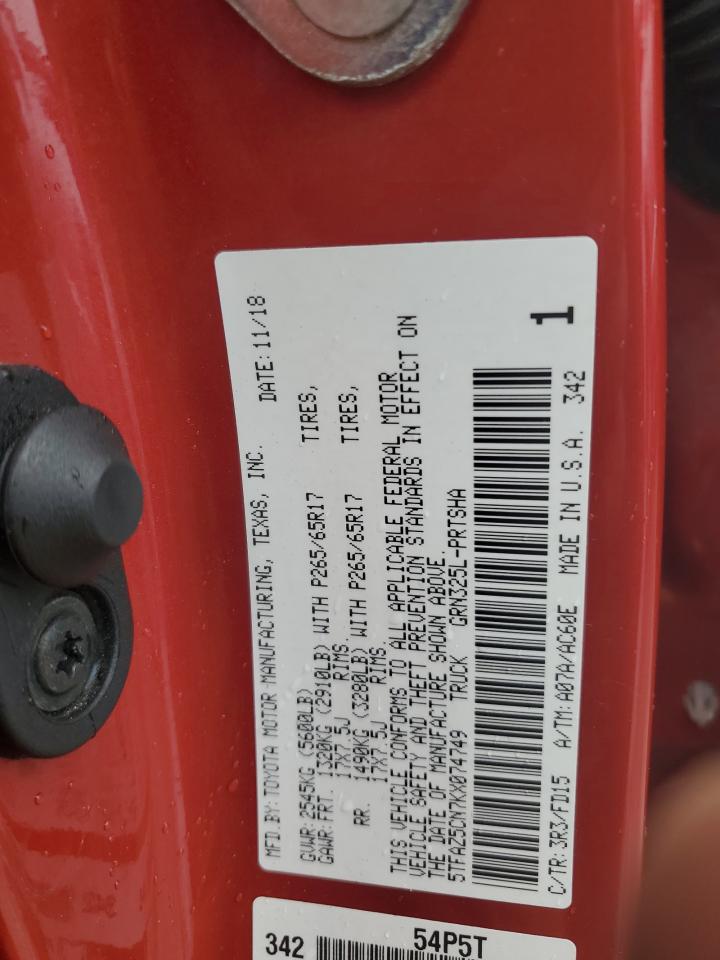 MFD.BY:TOYOTA MOTOR MANUFACTURING, TEXAS, INC. DATE:11/18
GVWR:2545KG (5600LB)
GAWR:FRT. 1320KG (2910LB) WITH P265/65R17 TIRES,
17X7.5J RIMS.
RR. 1490KG (3280LB) WITH P265/65R17 TIRES,
17X7.5J RIMS.
THIS VEHICLE CONFORMS TO ALL APPLICABLE FEDERAL MOTOR
VEHICLE SAFETY AND THEFT PREVENTION STANDARDS IN EFFECT ON
THE DATE OF MANUFACTURE SHOWN ABOVE.
5TFAZ5CN7KX074749 TRUCK GRN325L-PRTSHA
1
C/TR:3R3/FD15 A/TM:A07A/AC60E MADE IN U.S.A. 342
342 54P5T